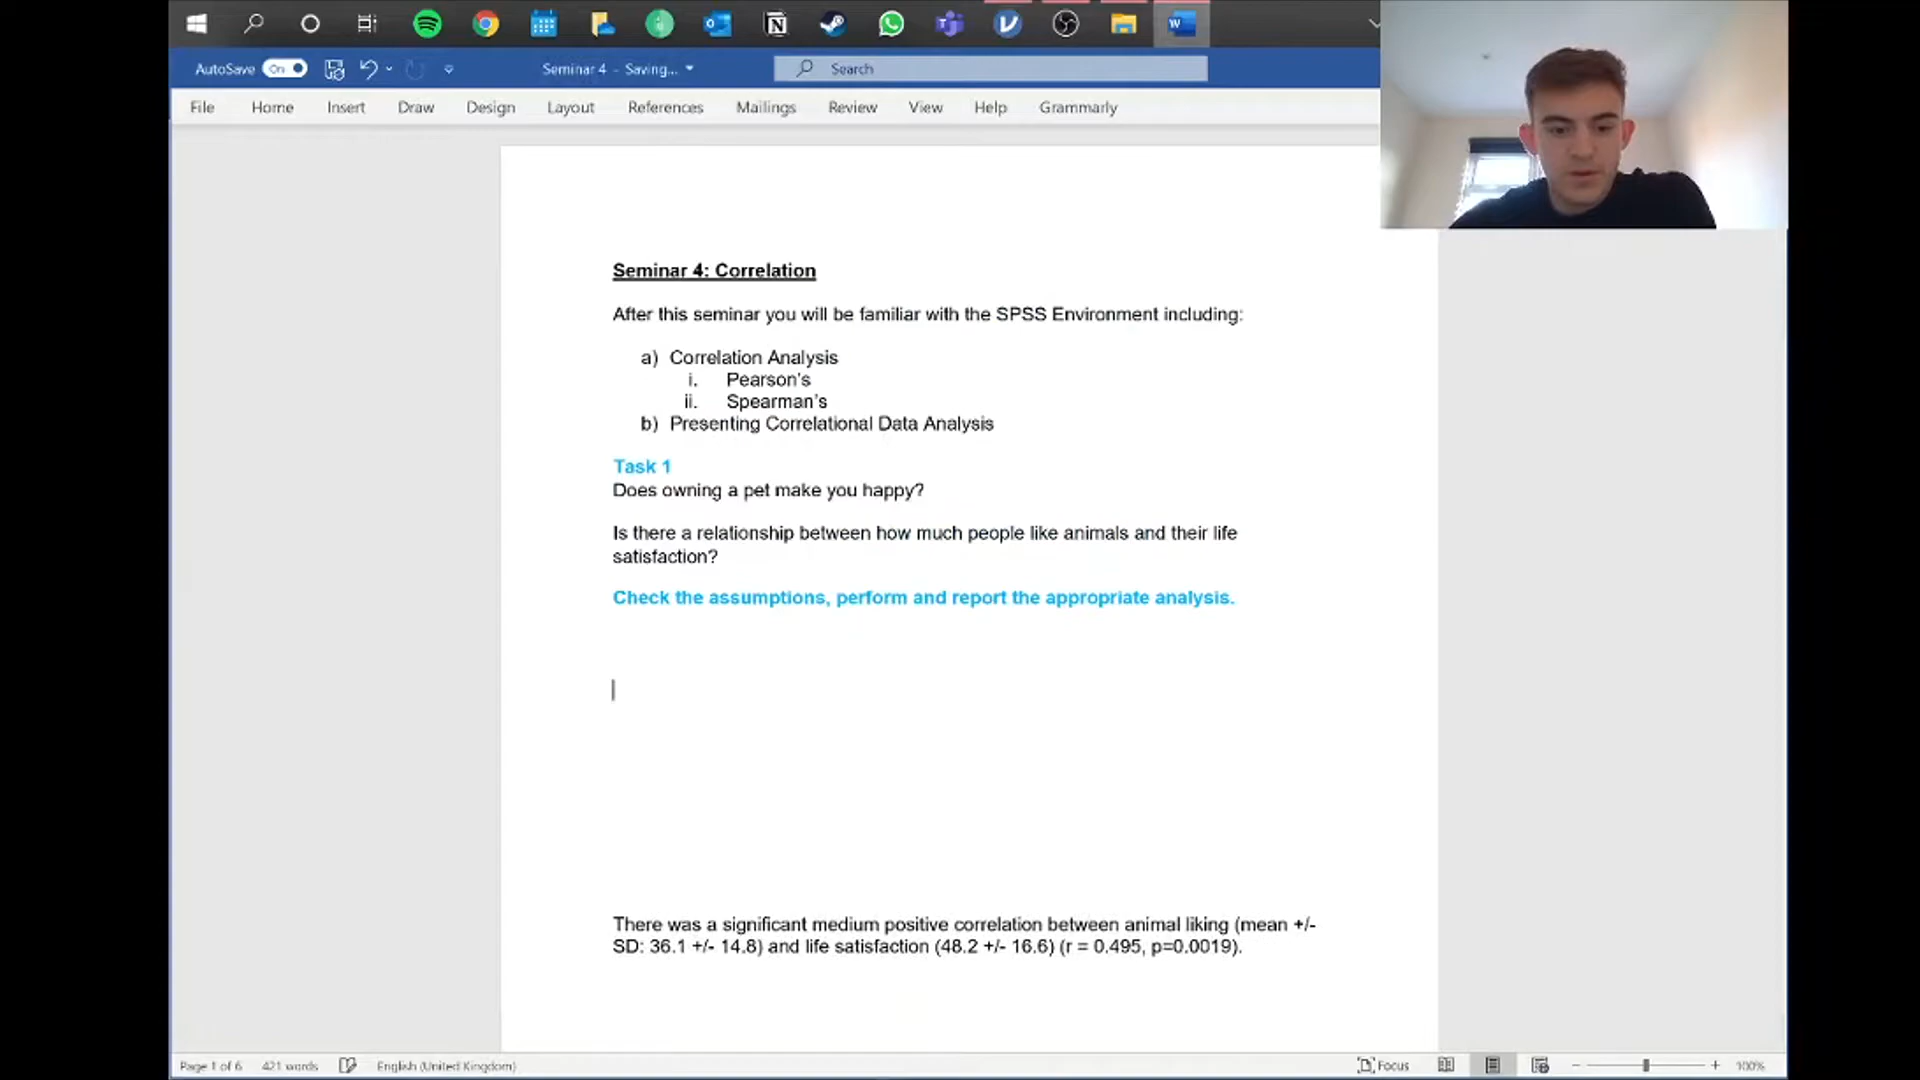 AutoSave On
Seminar 4 - Saving...
Search
File Home Insert Draw Design Layout References Mailings Review View Help Grammarly
Seminar 4: Correlation
After this seminar you will be familiar with the SPSS Environment including:
a) Correlation Analysis
i. Pearson's
ii. Spearman's
b) Presenting Correlational Data Analysis
Task 1
Does owning a pet make you happy?
Is there a relationship between how much people like animals and their life
satisfaction?
Check the assumptions, perform and report the appropriate analysis.
There was a significant medium positive correlation between animal liking (mean +/-
SD: 36.1 +/- 14.8) and life satisfaction (48.2 +/- 16.6) (r = 0.495, p=0.0019).
Page 1 of 6 421 words English (United Kingdom) Focus 100%